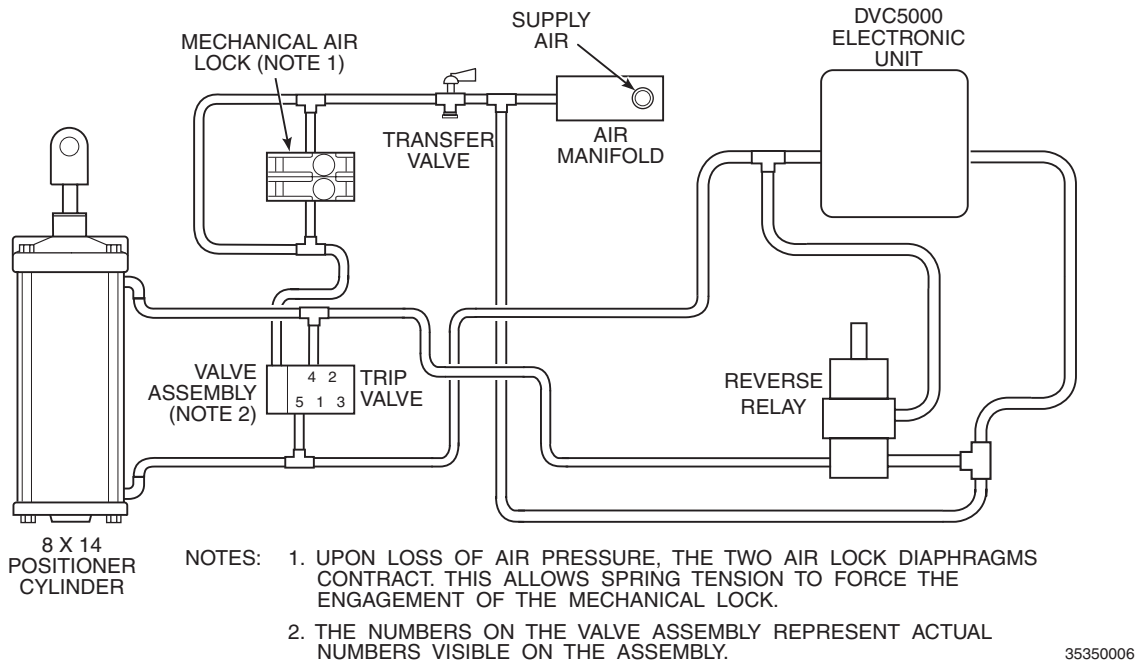 SUPPLY
AIR
DVC5000
ELECTRONIC
UNIT
MECHANICAL AIR
LOCK (NOTE 1)
TRANSFER
VALVE
AIR
MANIFOLD
VALVE
ASSEMBLY
(NOTE 2)
4 2
5 1 3
TRIP
VALVE
REVERSE
RELAY
8 X 14
POSITIONER
CYLINDER
NOTES: 1. UPON LOSS OF AIR PRESSURE, THE TWO AIR LOCK DIAPHRAGMS
CONTRACT. THIS ALLOWS SPRING TENSION TO FORCE THE
ENGAGEMENT OF THE MECHANICAL LOCK.
2. THE NUMBERS ON THE VALVE ASSEMBLY REPRESENT ACTUAL
NUMBERS VISIBLE ON THE ASSEMBLY.
35350006